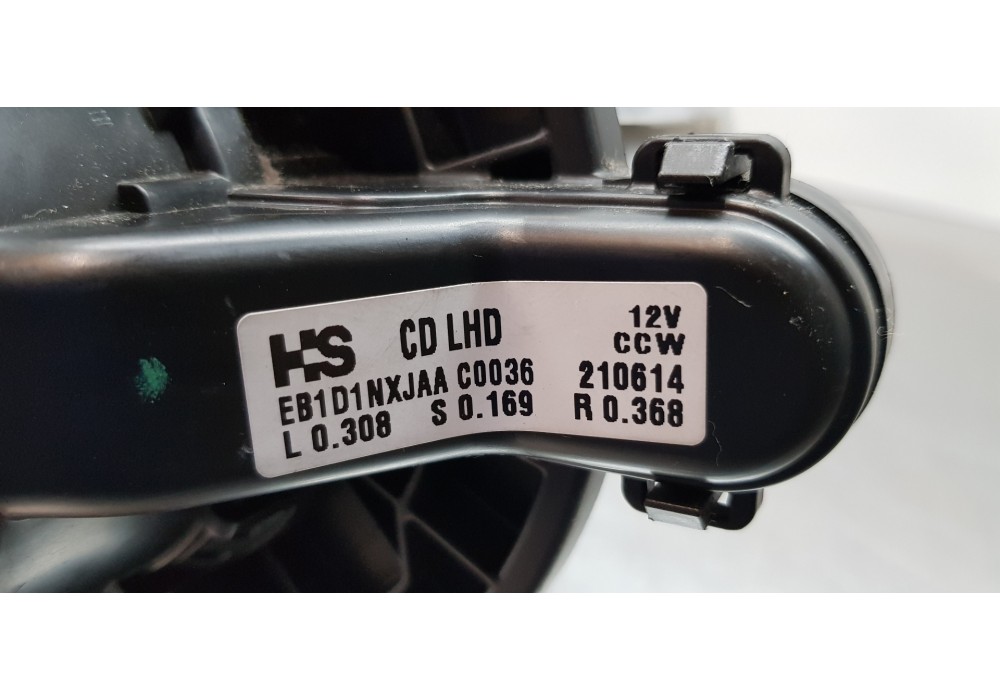 HS CD LHD 12V
CCW
EB1D1NXJAA C0036 210614
L 0.308 S 0.169 R 0.368